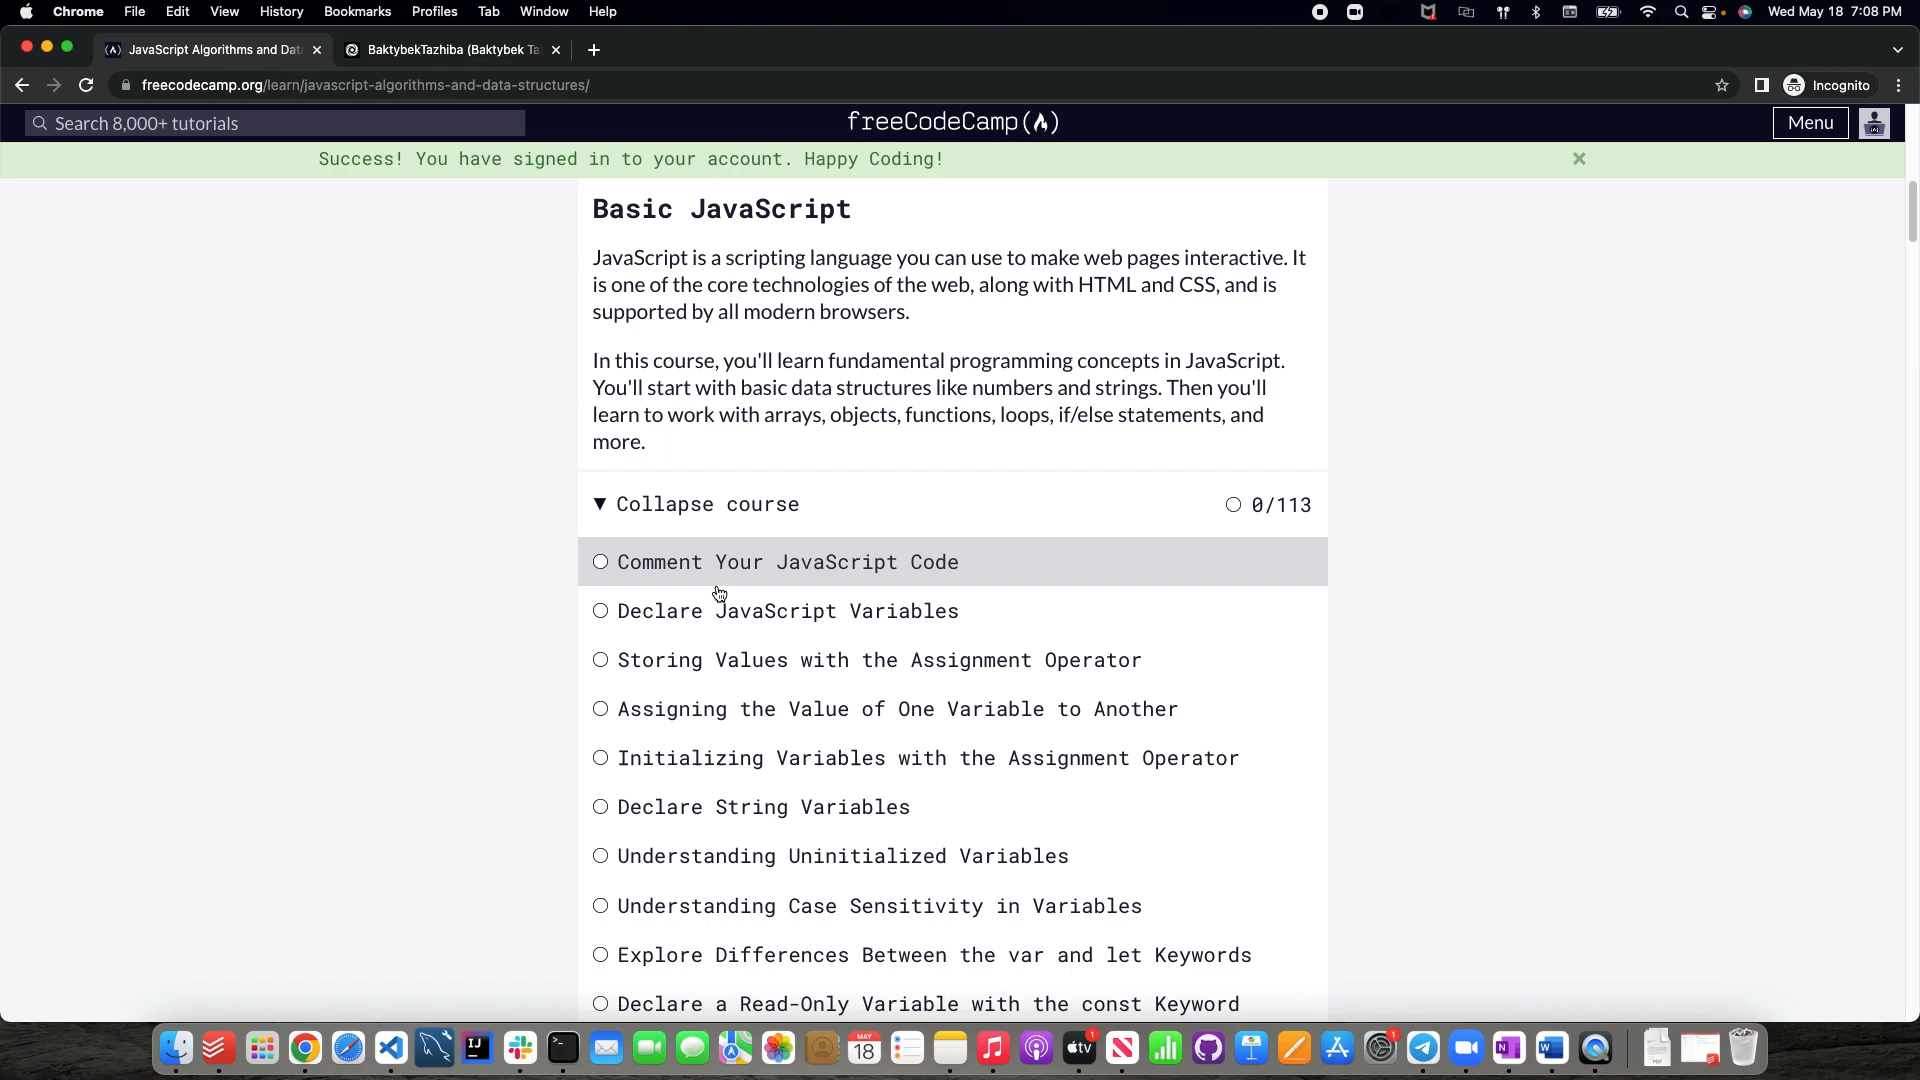 Chrome File Edit View History Bookmarks Profiles Tab Window Help
Wed May 18 7:08 PM
JavaScript Algorithms and Dat
BaktybekTazhiba (Baktybek Ta
freecodecamp.org/learn/javascript-algorithms-and-data-structures/
Incognito
Search 8,000+ tutorials
freeCodeCamp
Menu
Success! You have signed in to your account. Happy Coding!
Basic JavaScript
JavaScript is a scripting language you can use to make web pages interactive. It
is one of the core technologies of the web, along with HTML and CSS, and is
supported by all modern browsers.
In this course, you'll learn fundamental programming concepts in JavaScript.
You'll start with basic data structures like numbers and strings. Then you'll
learn to work with arrays, objects, functions, loops, if/else statements, and
more.
Collapse course
0/113
Comment Your JavaScript Code
Declare JavaScript Variables
Storing Values with the Assignment Operator
Assigning the Value of One Variable to Another
Initializing Variables with the Assignment Operator
Declare String Variables
Understanding Uninitialized Variables
Understanding Case Sensitivity in Variables
Explore Differences Between the var and let Keywords
Declare a Read-Only Variable with the const Keyword
IJ
MAY
18
tv
1
1
N
W